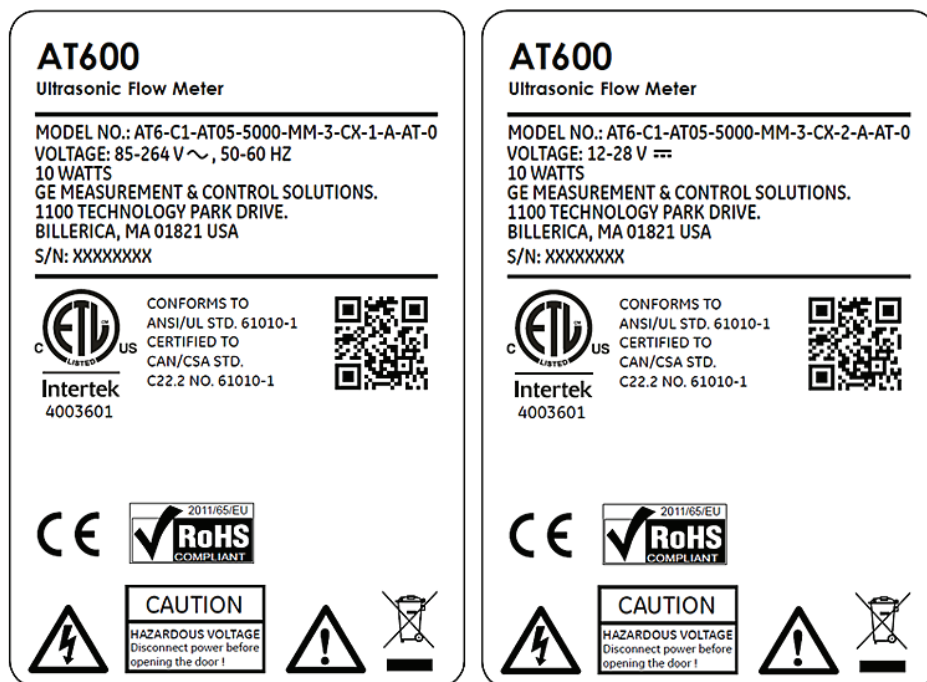 AT600
Ultrasonic Flow Meter
MODEL NO.: AT6-C1-AT05-5000-MM-3-CX-1-A-AT-0
VOLTAGE: 85-264 V ～ , 50-60 HZ
10 WATTS
GE MEASUREMENT & CONTROL SOLUTIONS.
1100 TECHNOLOGY PARK DRIVE.
BILLERICA, MA 01821 USA
S/N: XXXXXXXX
ETL CM
C US
LISTED
Intertek
4003601
CONFORMS TO
ANSI/UL STD. 61010-1
CERTIFIED TO
CAN/CSA STD.
C22.2 NO. 61010-1
CE
2011/65/EU
RoHS
COMPLIANT
CAUTION
HAZARDOUS VOLTAGE
Disconnect power before
opening the door !
AT600
Ultrasonic Flow Meter
MODEL NO.: AT6-C1-AT05-5000-MM-3-CX-2-A-AT-0
VOLTAGE: 12-28 V ⎓
10 WATTS
GE MEASUREMENT & CONTROL SOLUTIONS.
1100 TECHNOLOGY PARK DRIVE.
BILLERICA, MA 01821 USA
S/N: XXXXXXXX
ETL CM
C US
LISTED
Intertek
4003601
CONFORMS TO
ANSI/UL STD. 61010-1
CERTIFIED TO
CAN/CSA STD.
C22.2 NO. 61010-1
CE
2011/65/EU
RoHS
COMPLIANT
CAUTION
HAZARDOUS VOLTAGE
Disconnect power before
opening the door !